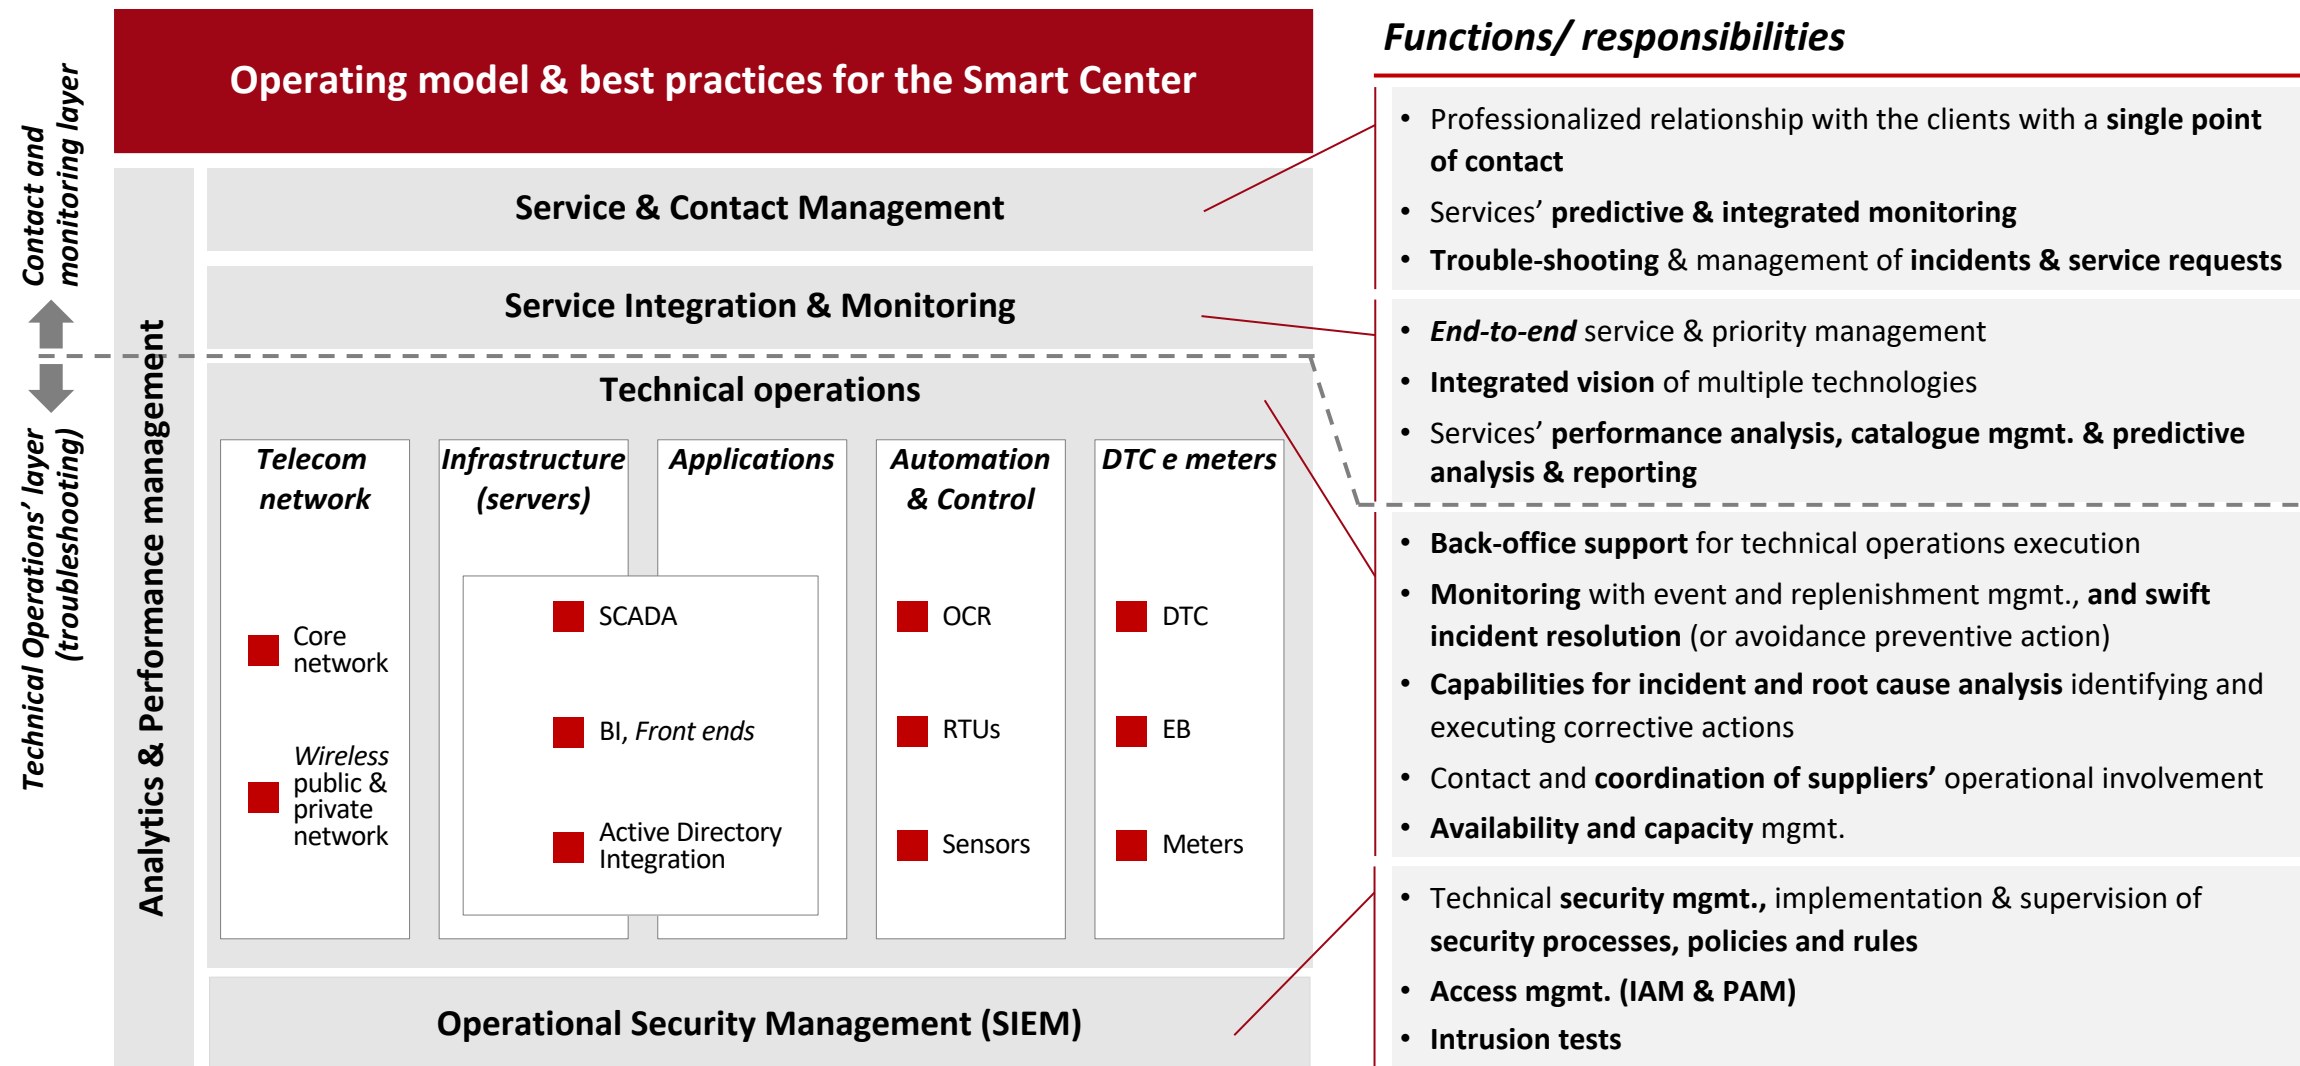 Operating model & best practices for the Smart Center
Contact and
monitoring layer
Technical Operations’ layer
(troubleshooting)
Analytics & Performance management
Service & Contact Management
Service Integration & Monitoring
Technical operations
Telecom
network
Core
network
Wireless
public &
private
network
Infrastructure
(servers)
Applications
SCADA
BI, Front ends
Active Directory
Integration
Automation
& Control
OCR
RTUs
Sensors
DTC e meters
DTC
EB
Meters
Operational Security Management (SIEM)
Functions/ responsibilities
• Professionalized relationship with the clients with a single point
of contact
• Services’ predictive & integrated monitoring
• Trouble-shooting & management of incidents & service requests
• End-to-end service & priority management
• Integrated vision of multiple technologies
• Services’ performance analysis, catalogue mgmt. & predictive
analysis & reporting
• Back-office support for technical operations execution
• Monitoring with event and replenishment mgmt., and swift
incident resolution (or avoidance preventive action)
• Capabilities for incident and root cause analysis identifying and
executing corrective actions
• Contact and coordination of suppliers’ operational involvement
• Availability and capacity mgmt.
• Technical security mgmt., implementation & supervision of
security processes, policies and rules
• Access mgmt. (IAM & PAM)
• Intrusion tests